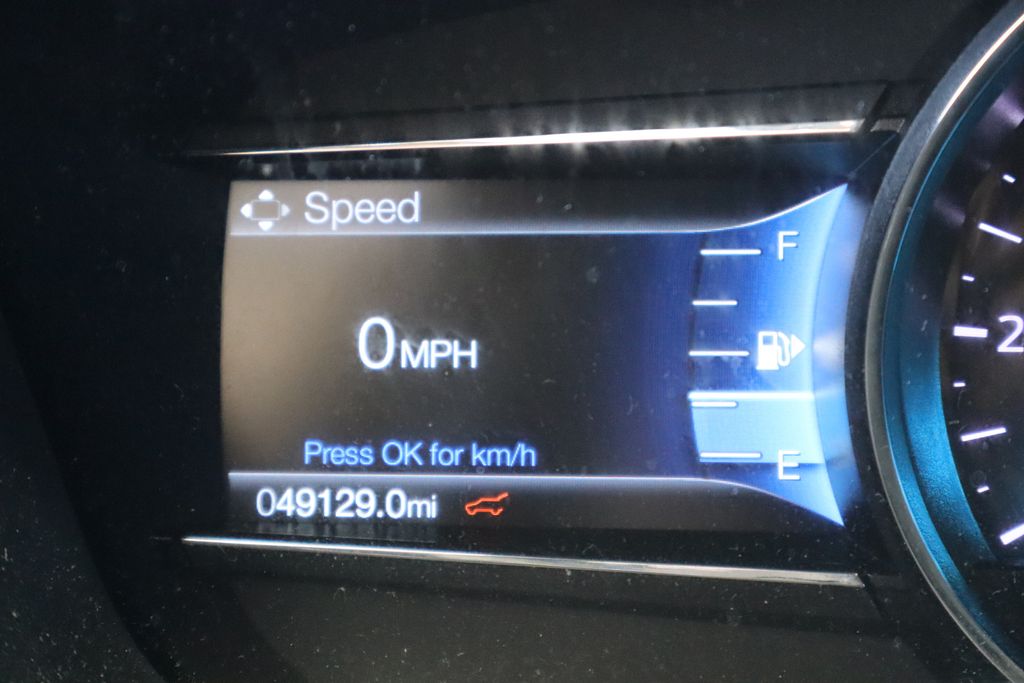 Speed
F
0 MPH
2
Press OK for km/h
E
049129.0mi